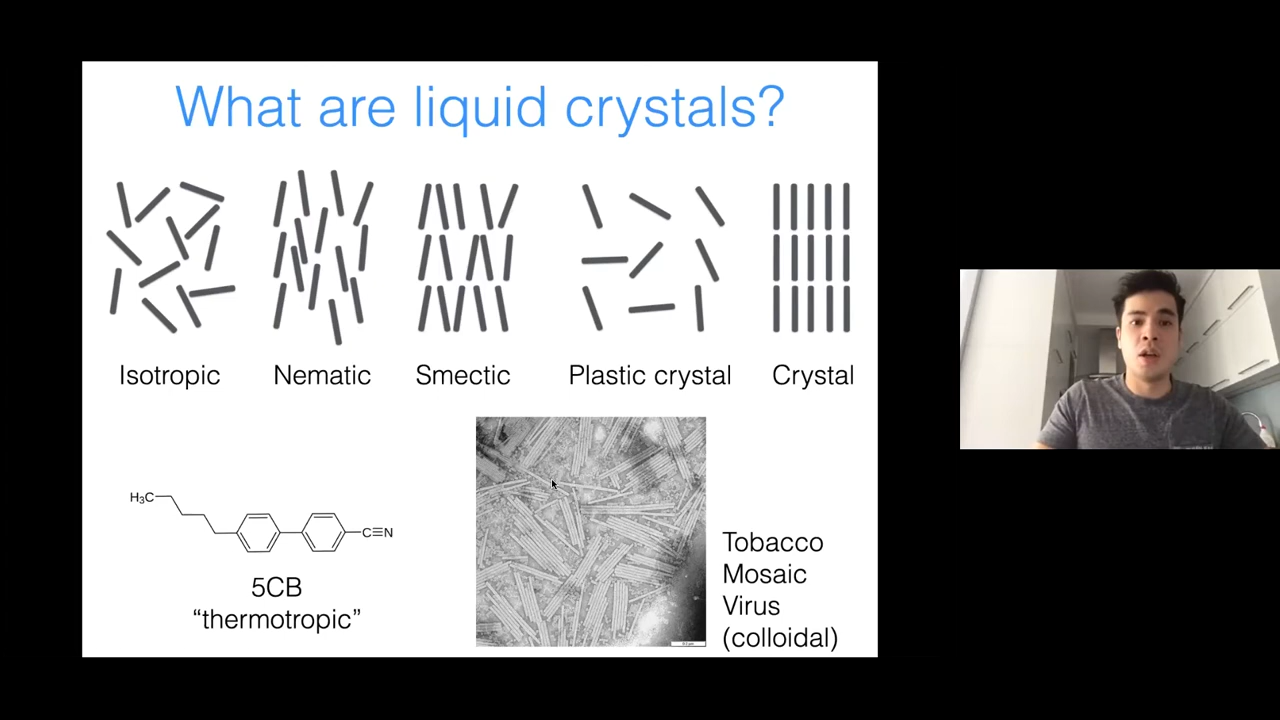 What are liquid crystals?
Isotropic
Nematic
Smectic
Plastic crystal
Crystal
H₃C
C≡N
5CB
“thermotropic”
Tobacco
Mosaic
Virus
(colloidal)